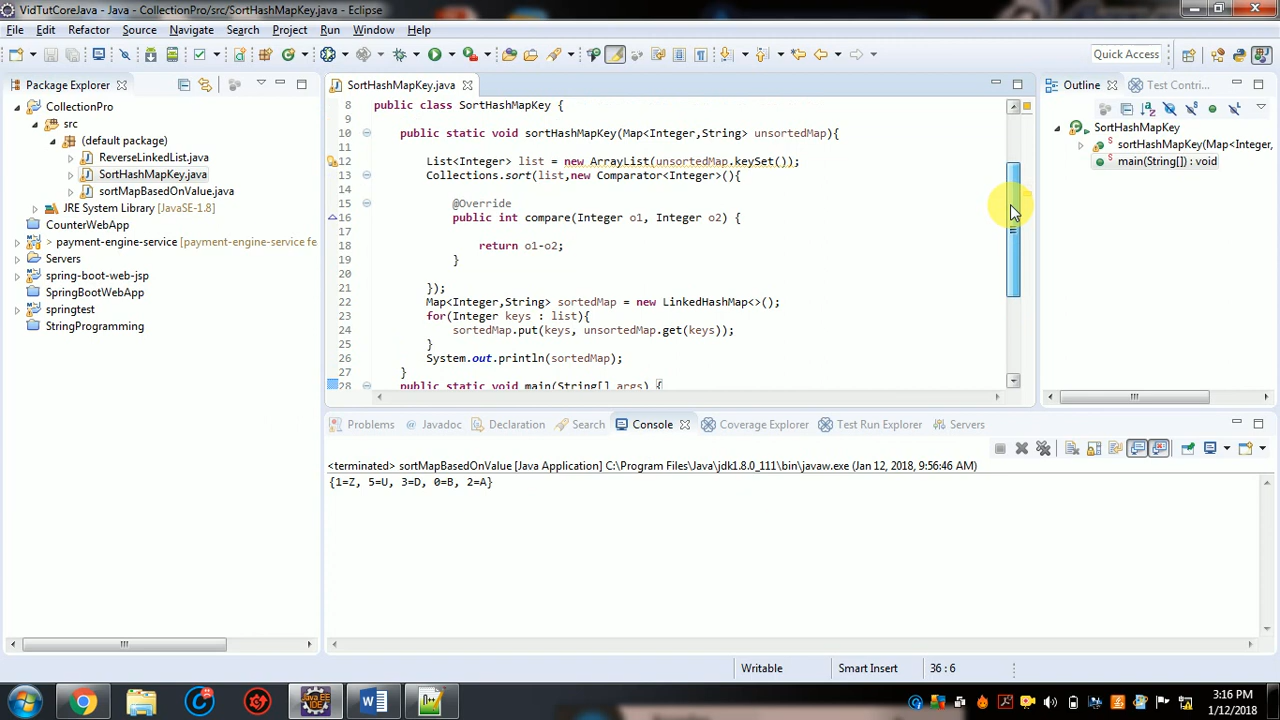 VidTutCoreJava - Java - CollectionPro/src/SortHashMapKey.java - Eclipse
File Edit Refactor Source Navigate Search Project Run Window Help
Quick Access
Package Explorer
CollectionPro
src
(default package)
ReverseLinkedList.java
SortHashMapKey.java
sortMapBasedOnValue.java
JRE System Library [JavaSE-1.8]
CounterWebApp
> payment-engine-service [payment-engine-service fe
Servers
spring-boot-web-jsp
SpringBootWebApp
springtest
StringProgramming
SortHashMapKey.java
8 public class SortHashMapKey {
9
10 public static void sortHashMapKey(Map<Integer,String> unsortedMap){
11
12 List<Integer> list = new ArrayList(unsortedMap.keySet());
13 Collections.sort(list,new Comparator<Integer>(){
14
15 @Override
16 public int compare(Integer o1, Integer o2) {
17
18 return o1-o2;
19 }
20
21 });
22 Map<Integer,String> sortedMap = new LinkedHashMap<>();
23 for(Integer keys : list){
24 sortedMap.put(keys, unsortedMap.get(keys));
25 }
26 System.out.println(sortedMap);
27 }
28 public static void main(String[] args) {
Outline Test Contri...
SortHashMapKey
sortHashMapKey(Map<Integer,
main(String[]) : void
Problems Javadoc Declaration Search Console Coverage Explorer Test Run Explorer Servers
<terminated> sortMapBasedOnValue [Java Application] C:\Program Files\Java\jdk1.8.0_111\bin\javaw.exe (Jan 12, 2018, 9:56:46 AM)
{1=Z, 5=U, 3=D, 0=B, 2=A}
Writable Smart Insert 36 : 6
Java EE
IDE
3:16 PM
1/12/2018